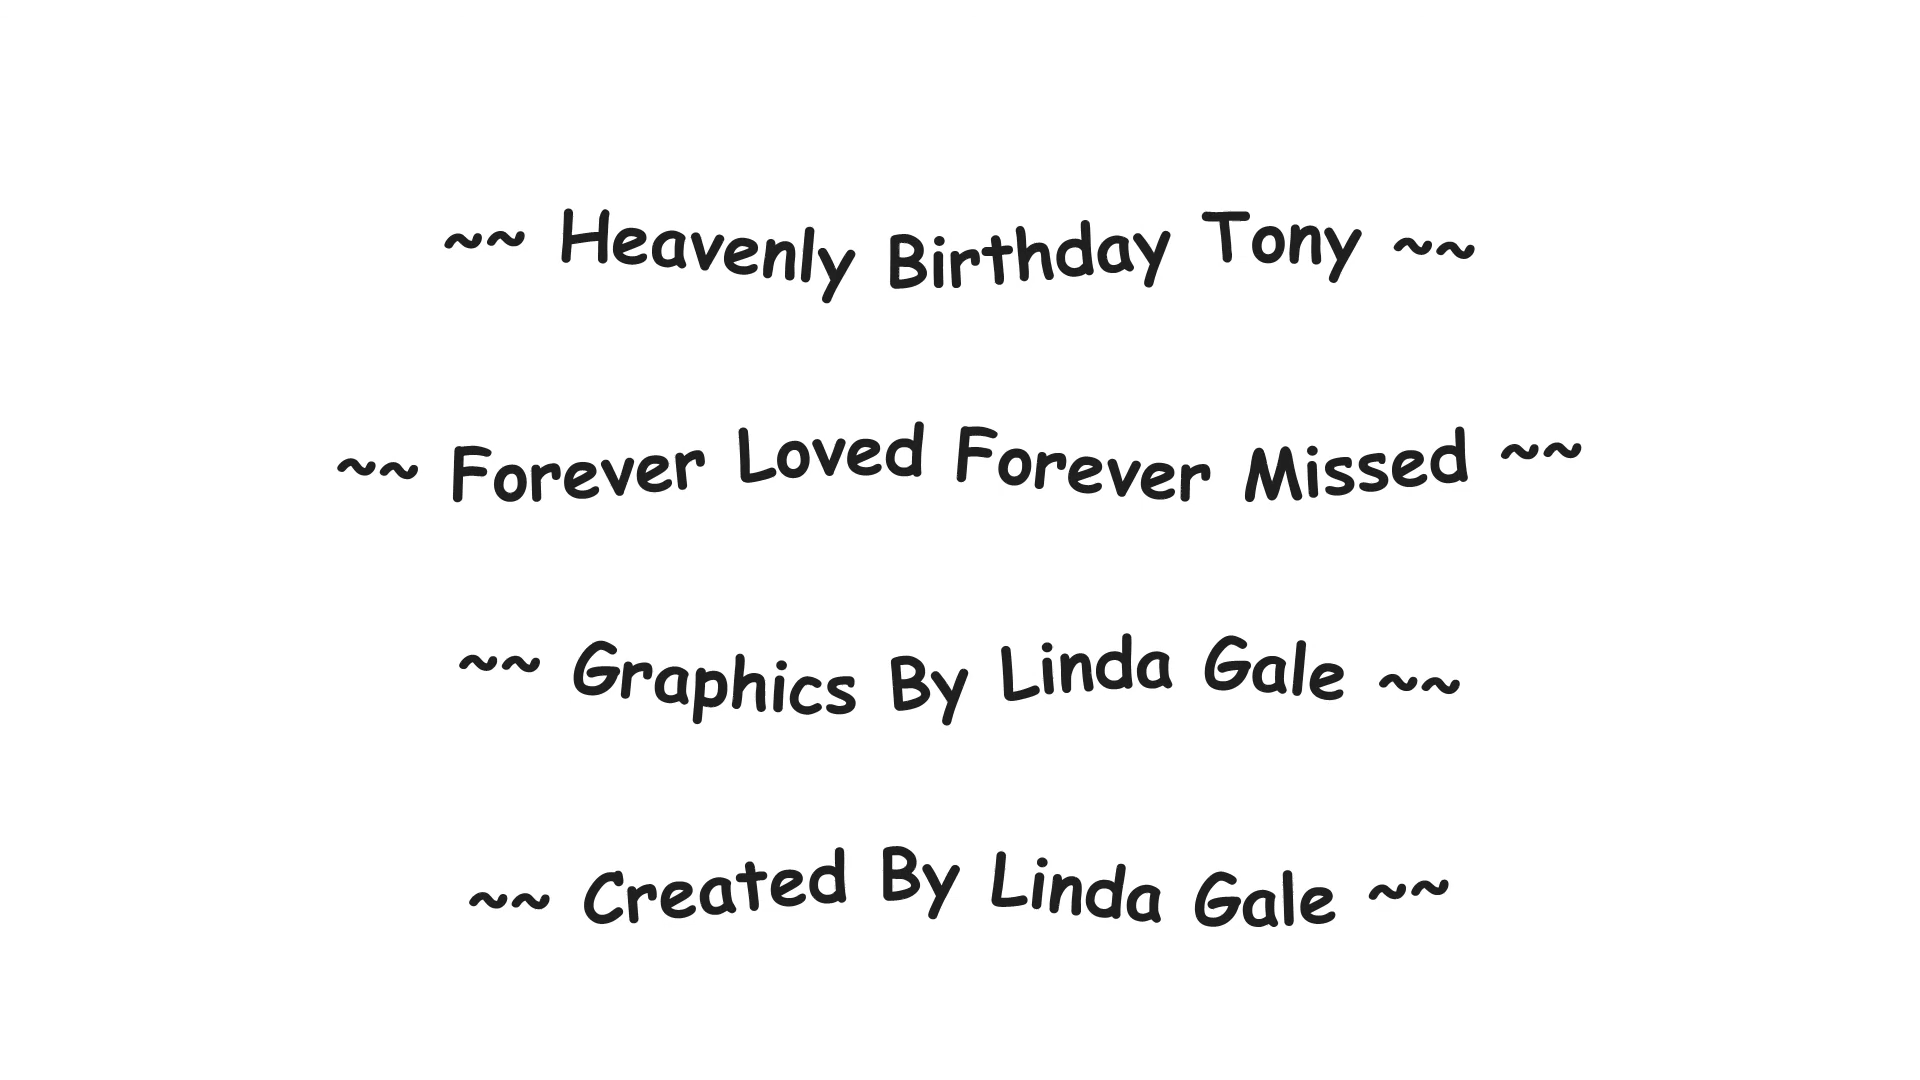 ~~ Heavenly Birthday Tony ~~
~~ Forever Loved Forever Missed ~~
~~ Graphics By Linda Gale ~~
~~ Created By Linda Gale ~~